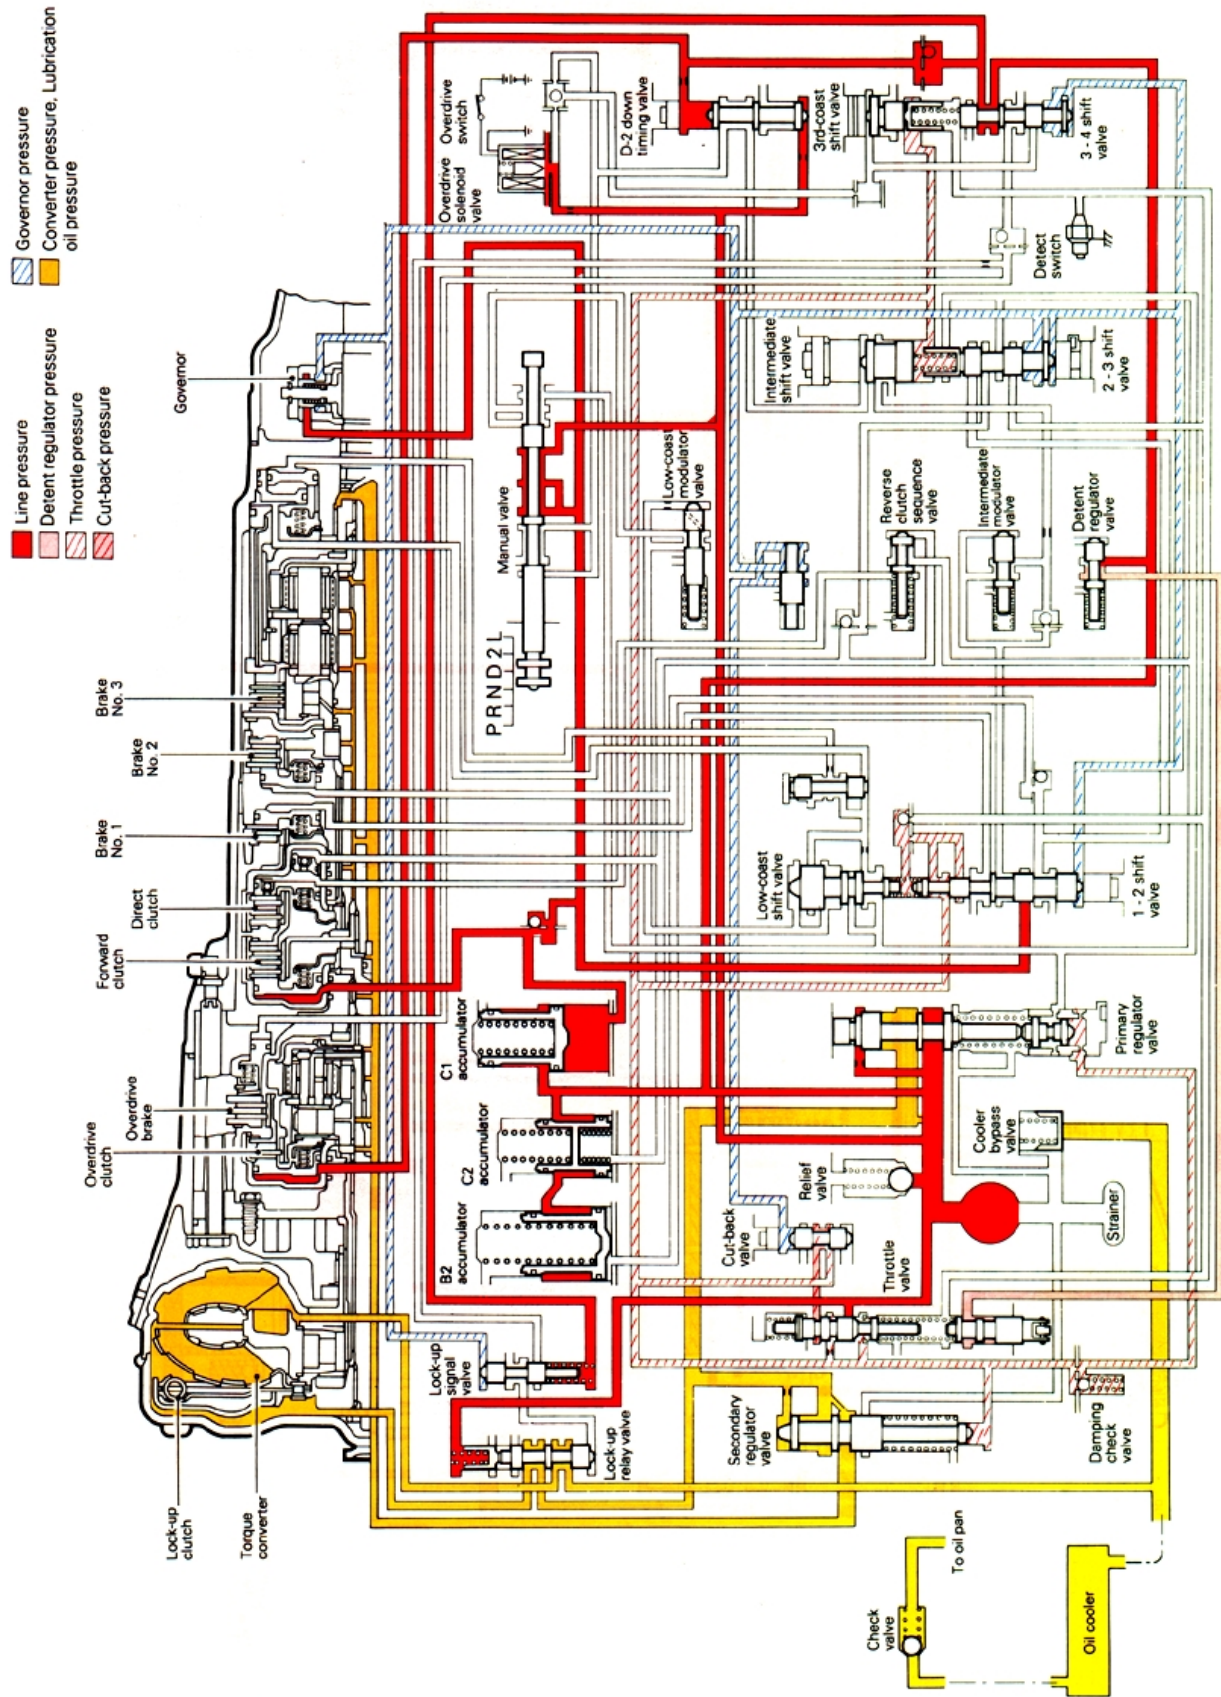 Line pressure
Detent regulator pressure
Throttle pressure
Cut-back pressure
Governor pressure
Converter pressure, Lubrication
oil pressure
Lock-up
clutch
Torque
converter
Overdrive
clutch
Overdrive
brake
Forward
clutch
Direct
clutch
Brake
No. 1
Brake
No. 2
Brake
No. 3
Governor
Lock-up
signal
valve
Lock-up
relay valve
B2
accumulator
C2
accumulator
C1
accumulator
P R N D 2 L
Manual valve
Overdrive
solenoid
valve
Overdrive
switch
D-2 down
timing valve
Low-coast
modulator
valve
Secondary
regulator
valve
Cut-back
valve
Relief
valve
Throttle
valve
Low-coast
shift valve
Intermediate
shift valve
3rd-coast
shift valve
Reverse
clutch
sequence
valve
Intermediate
modulator
valve
Detent
regulator
valve
Detect
switch
2 - 3 shift
valve
3 - 4 shift
valve
1 - 2 shift
valve
Primary
regulator
valve
Cooler
bypass
valve
Strainer
Damping
check
valve
Check
valve
To oil pan
Oil cooler